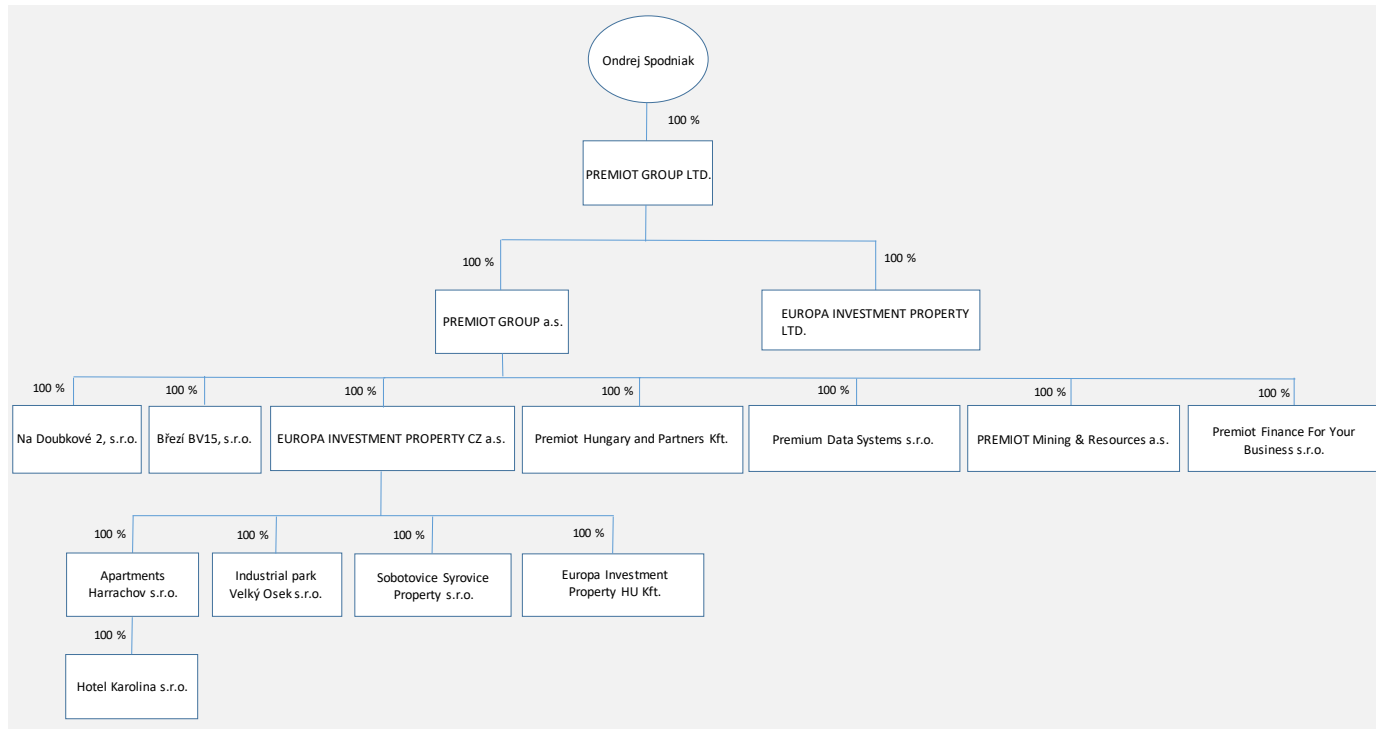 Ondrej Spodniak
100 %
PREMIOT GROUP LTD.
100 %
100 %
PREMIOT GROUP a.s.
EUROPA INVESTMENT PROPERTY
LTD.
100 %
100 %
100 %
100 %
100 %
100 %
100 %
Na Doubkové 2, s.r.o.
Březí BV15, s.r.o.
EUROPA INVESTMENT PROPERTY CZ a.s.
Premiot Hungary and Partners Kft.
Premium Data Systems s.r.o.
PREMIOT Mining & Resources a.s.
Premiot Finance For Your
Business s.r.o.
100 %
100 %
100 %
100 %
Apartments
Harrachov s.r.o.
Industrial park
Velký Osek s.r.o.
Sobotovice Syrovice
Property s.r.o.
Europa Investment
Property HU Kft.
100 %
Hotel Karolina s.r.o.